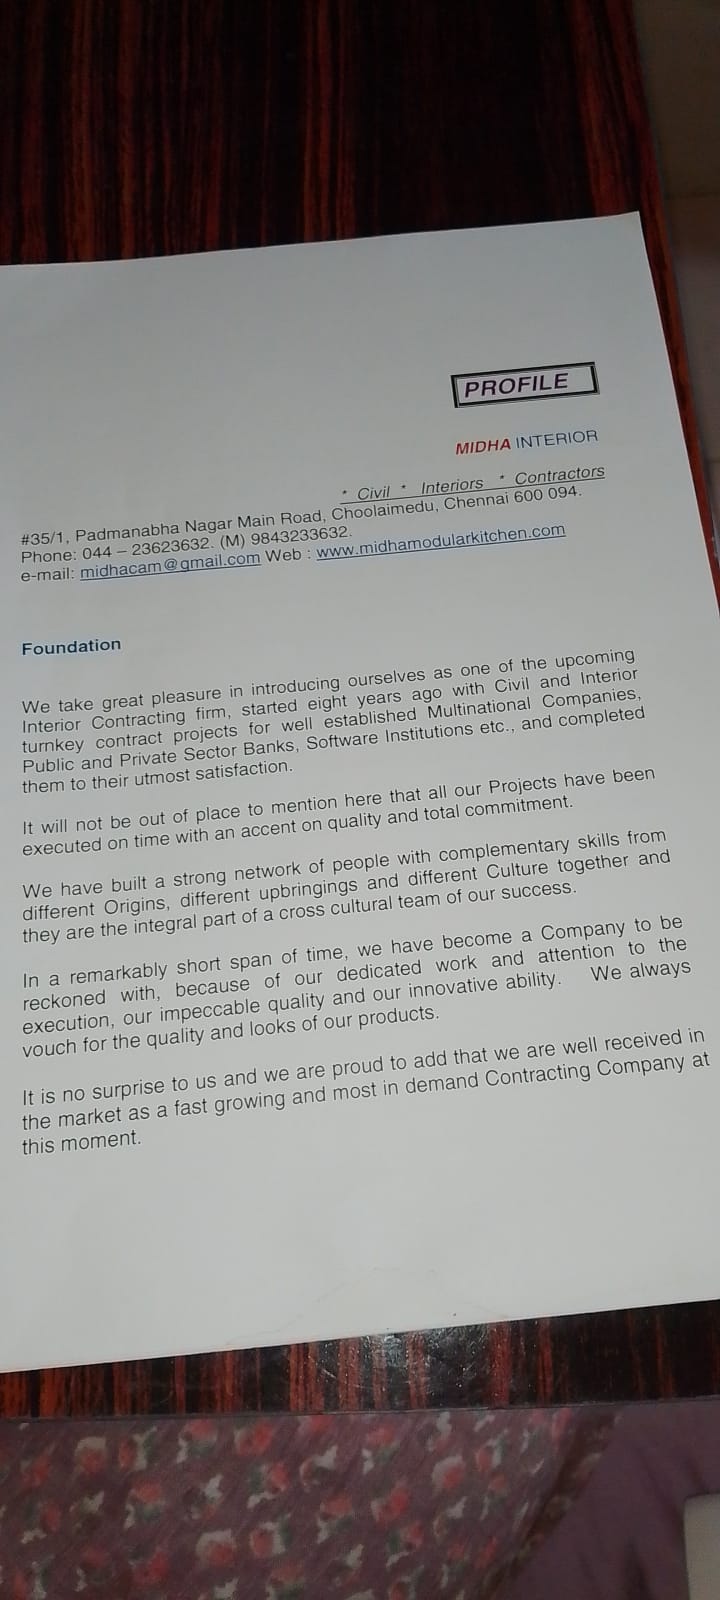 PROFILE
MIDHA INTERIOR
* Civil * Interiors * Contractors
#35/1, Padmanabha Nagar Main Road, Choolaimedu, Chennai 600 094.
Phone: 044 – 23623632. (M) 9843233632.
e-mail: midhacam@gmail.com Web : www.midhamodularkitchen.com
Foundation
We take great pleasure in introducing ourselves as one of the upcoming
Interior Contracting firm, started eight years ago with Civil and Interior
turnkey contract projects for well established Multinational Companies,
Public and Private Sector Banks, Software Institutions etc., and completed
them to their utmost satisfaction.
It will not be out of place to mention here that all our Projects have been
executed on time with an accent on quality and total commitment.
We have built a strong network of people with complementary skills from
different Origins, different upbringings and different Culture together and
they are the integral part of a cross cultural team of our success.
In a remarkably short span of time, we have become a Company to be
reckoned with, because of our dedicated work and attention to the
execution, our impeccable quality and our innovative ability. We always
vouch for the quality and looks of our products.
It is no surprise to us and we are proud to add that we are well received in
the market as a fast growing and most in demand Contracting Company at
this moment.